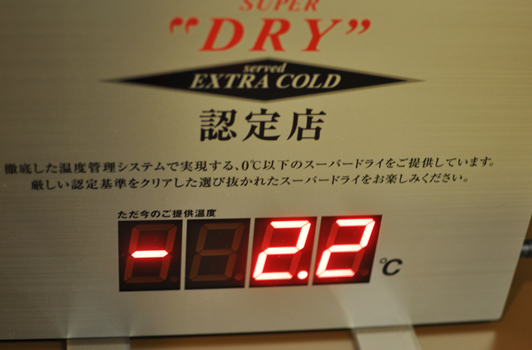 SUPER
"DRY"
served
EXTRA COLD
認定店
徹底した温度管理システムで実現する、0℃以下のスーパードライをご提供しています。
厳しい認定基準をクリアした選び抜かれたスーパードライをお楽しみください。
ただ今のご提供温度
-2.2 ℃